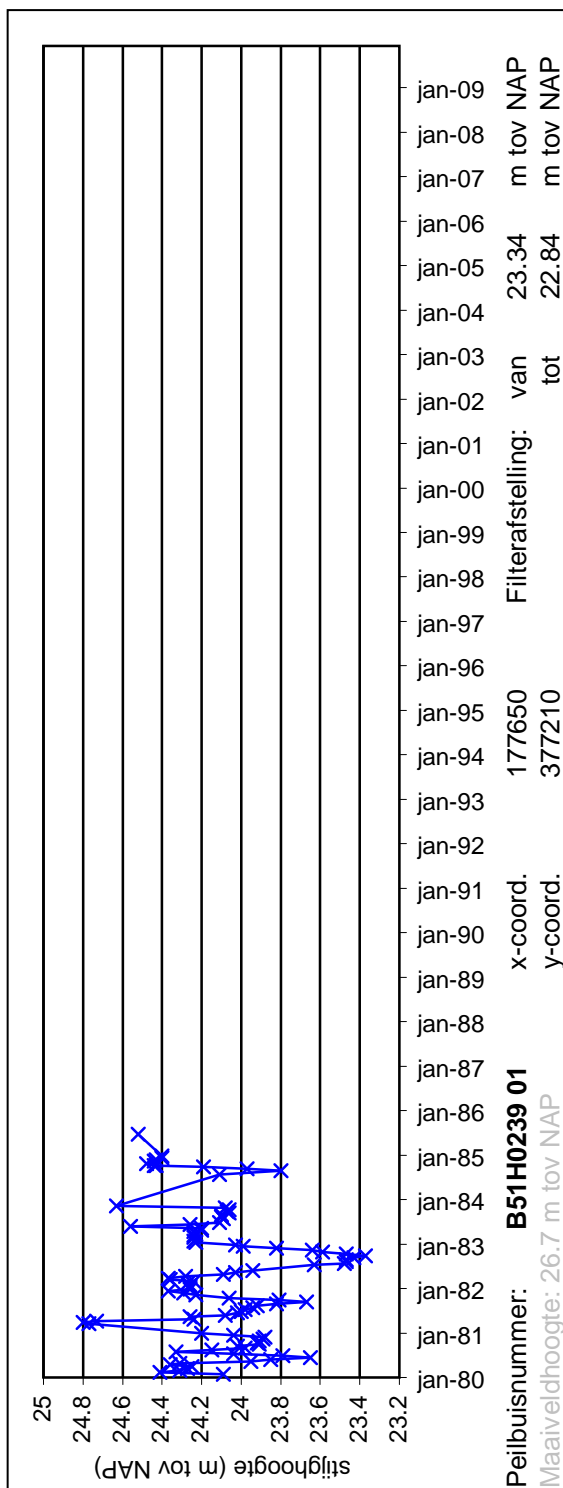 stijghoogte (m tov NAP)
25
24.8
24.6
24.4
24.2
24
23.8
23.6
23.4
23.2
jan-80
jan-81
jan-82
jan-83
jan-84
jan-85
jan-86
jan-87
jan-88
jan-89
jan-90
jan-91
jan-92
jan-93
jan-94
jan-95
jan-96
jan-97
jan-98
jan-99
jan-00
jan-01
jan-02
jan-03
jan-04
jan-05
jan-06
jan-07
jan-08
jan-09
Peilbuisnummer: B51H0239 01 x-coord. 177650 Filterafstelling: van 23.34 m tov NAP
Maaiveldhoogte: 26.7 m tov NAP y-coord. 377210 tot 22.84 m tov NAP